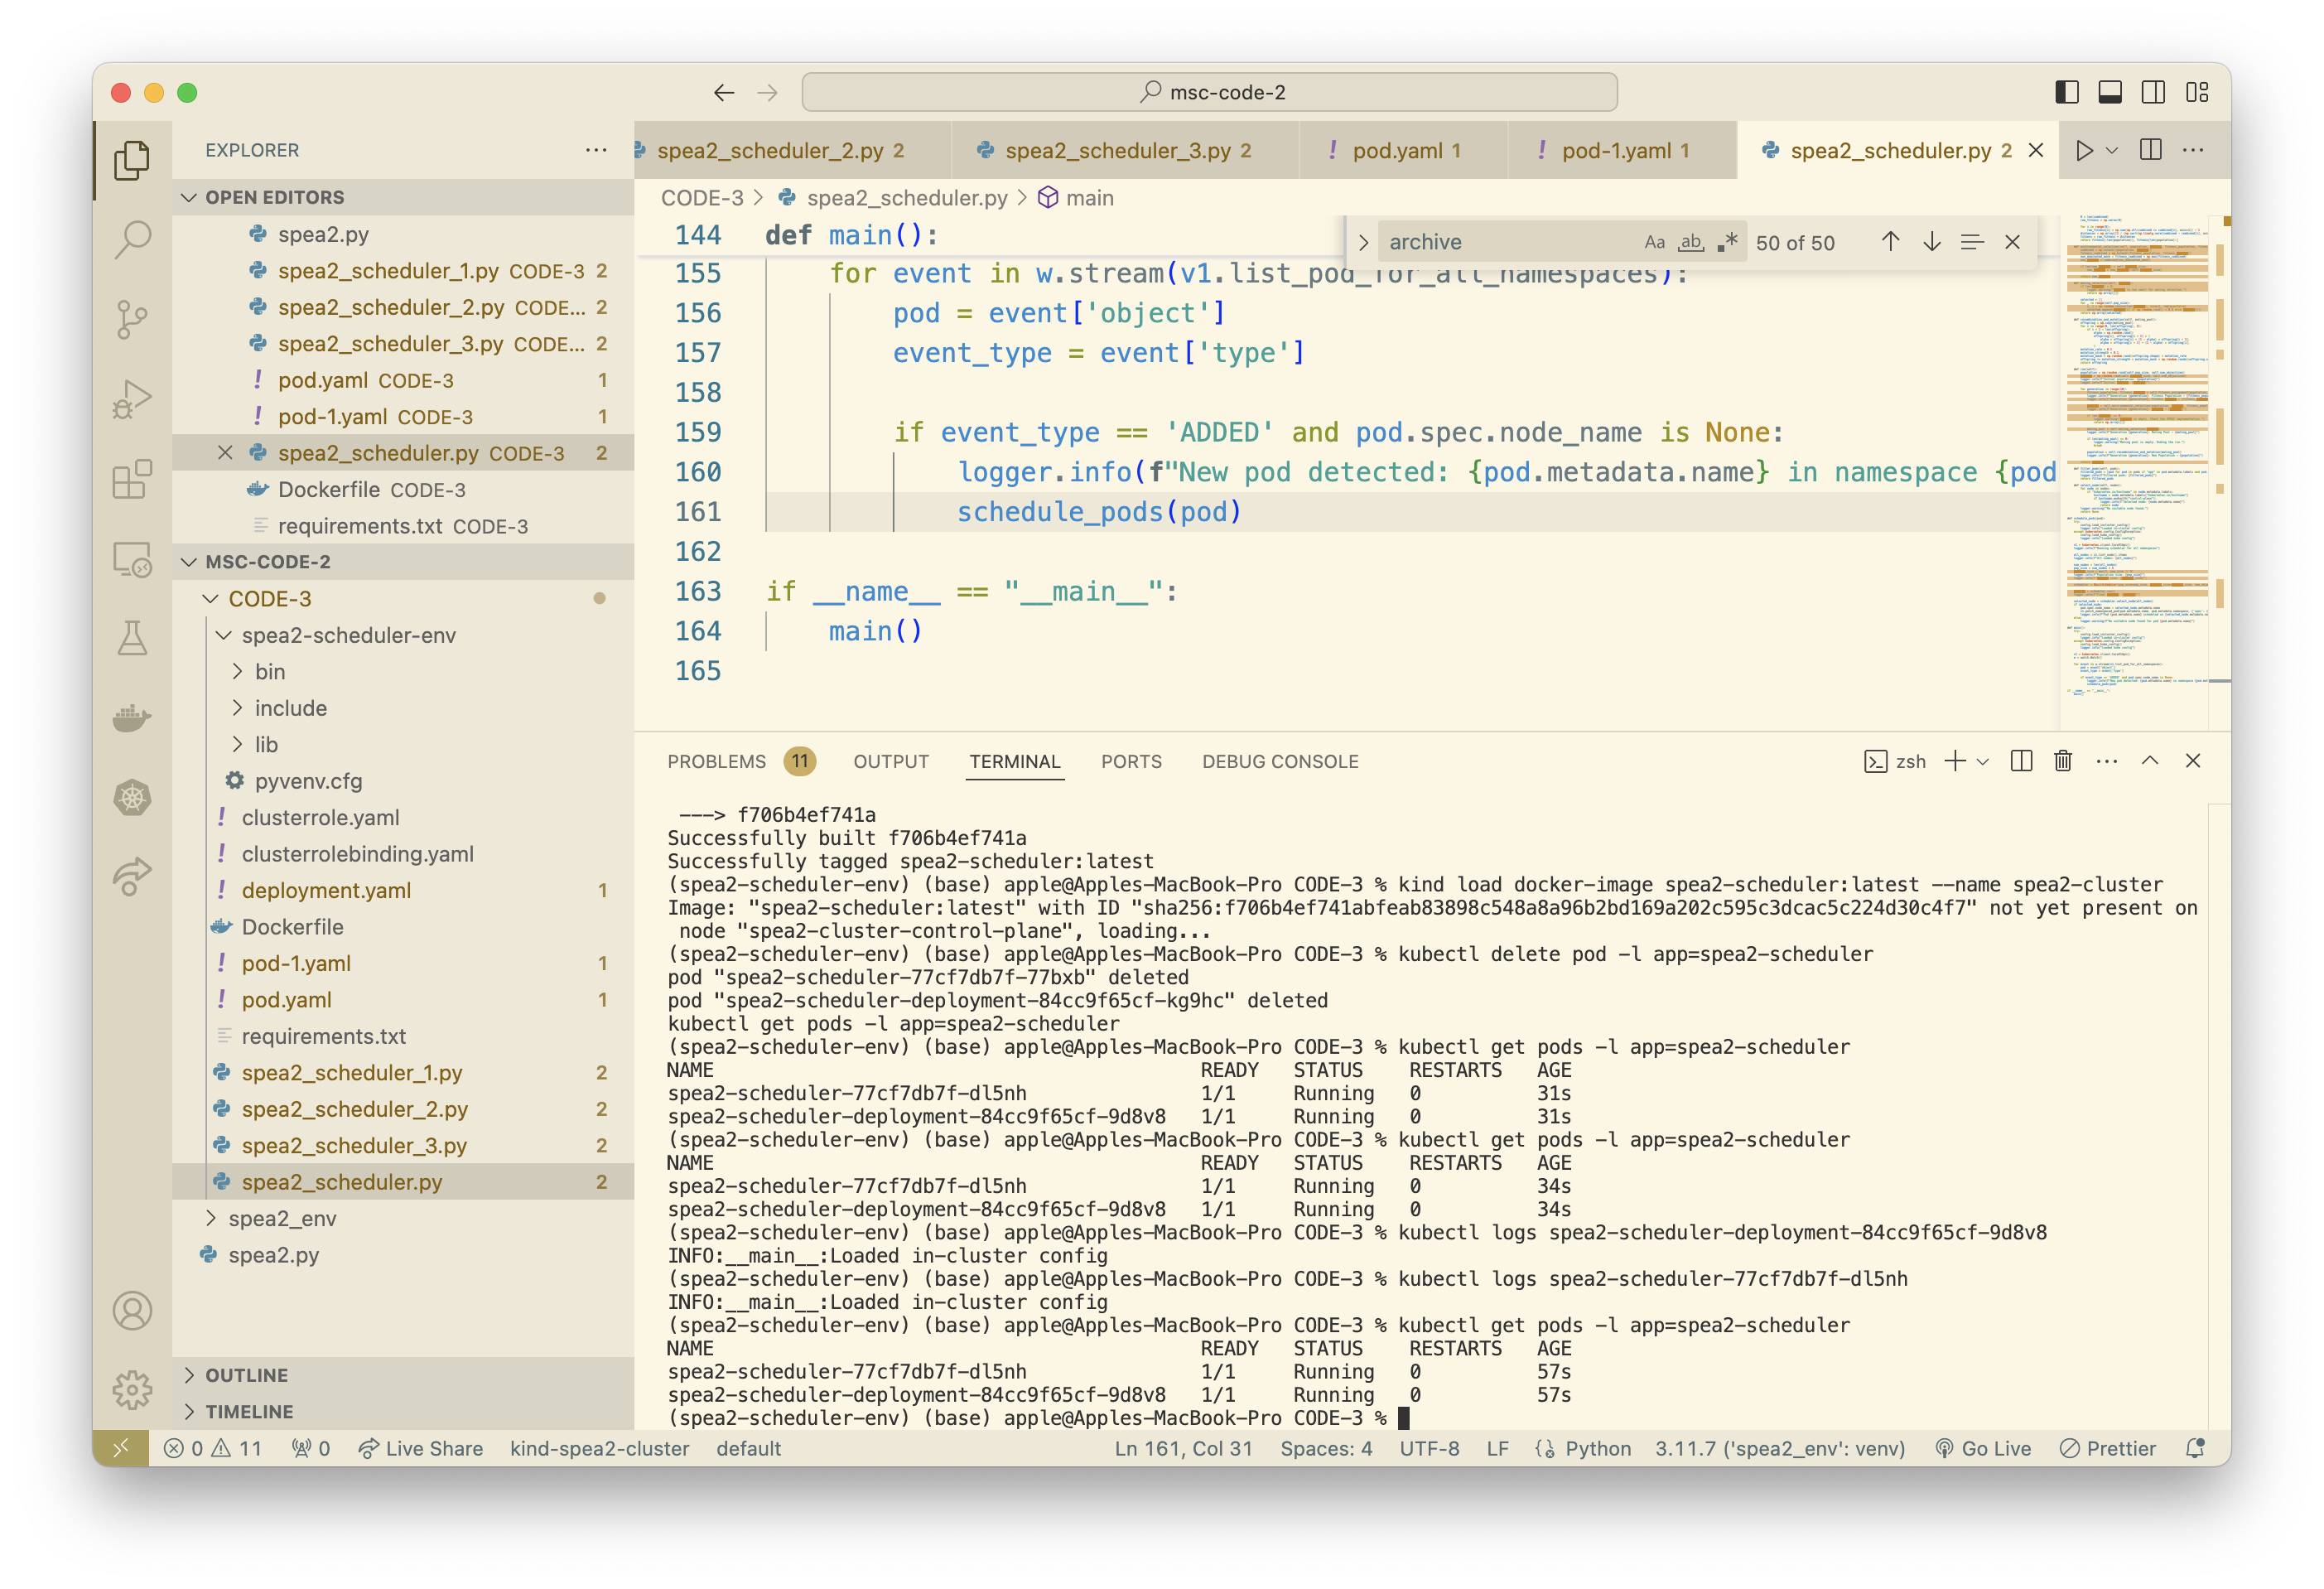 msc-code-2
EXPLORER
OPEN EDITORS
spea2.py
spea2_scheduler_1.py CODE-3 2
spea2_scheduler_2.py CODE... 2
spea2_scheduler_3.py CODE... 2
! pod.yaml CODE-3 1
! pod-1.yaml CODE-3 1
spea2_scheduler.py CODE-3 2
Dockerfile CODE-3
requirements.txt CODE-3
MSC-CODE-2
CODE-3
spea2-scheduler-env
bin
include
lib
pyvenv.cfg
! clusterrole.yaml
! clusterrolebinding.yaml
! deployment.yaml 1
Dockerfile
! pod-1.yaml 1
! pod.yaml 1
requirements.txt
spea2_scheduler_1.py 2
spea2_scheduler_2.py 2
spea2_scheduler_3.py 2
spea2_scheduler.py 2
spea2_env
spea2.py
OUTLINE
TIMELINE
spea2_scheduler_2.py 2 spea2_scheduler_3.py 2 ! pod.yaml 1 ! pod-1.yaml 1 spea2_scheduler.py 2
CODE-3 > spea2_scheduler.py > main
archive Aa ab 50 of 50
144 def main():
155 for event in w.stream(v1.list_pod_for_all_namespaces):
156 pod = event['object']
157 event_type = event['type']
158
159 if event_type == 'ADDED' and pod.spec.node_name is None:
160 logger.info(f"New pod detected: {pod.metadata.name} in namespace {pod
161 schedule_pods(pod)
162
163 if __name__ == "__main__":
164 main()
165
PROBLEMS 11 OUTPUT TERMINAL PORTS DEBUG CONSOLE zsh
---> f706b4ef741a
Successfully built f706b4ef741a
Successfully tagged spea2-scheduler:latest
(spea2-scheduler-env) (base) apple@Apples-MacBook-Pro CODE-3 % kind load docker-image spea2-scheduler:latest --name spea2-cluster
Image: "spea2-scheduler:latest" with ID "sha256:f706b4ef741abfeab83898c548a8a96b2bd169a202c595c3dcac5c224d30c4f7" not yet present on
node "spea2-cluster-control-plane", loading...
(spea2-scheduler-env) (base) apple@Apples-MacBook-Pro CODE-3 % kubectl delete pod -l app=spea2-scheduler
pod "spea2-scheduler-77cf7db7f-77bxb" deleted
pod "spea2-scheduler-deployment-84cc9f65cf-kg9hc" deleted
kubectl get pods -l app=spea2-scheduler
(spea2-scheduler-env) (base) apple@Apples-MacBook-Pro CODE-3 % kubectl get pods -l app=spea2-scheduler
NAME READY STATUS RESTARTS AGE
spea2-scheduler-77cf7db7f-dl5nh 1/1 Running 0 31s
spea2-scheduler-deployment-84cc9f65cf-9d8v8 1/1 Running 0 31s
(spea2-scheduler-env) (base) apple@Apples-MacBook-Pro CODE-3 % kubectl get pods -l app=spea2-scheduler
NAME READY STATUS RESTARTS AGE
spea2-scheduler-77cf7db7f-dl5nh 1/1 Running 0 34s
spea2-scheduler-deployment-84cc9f65cf-9d8v8 1/1 Running 0 34s
(spea2-scheduler-env) (base) apple@Apples-MacBook-Pro CODE-3 % kubectl logs spea2-scheduler-deployment-84cc9f65cf-9d8v8
INFO:__main__:Loaded in-cluster config
(spea2-scheduler-env) (base) apple@Apples-MacBook-Pro CODE-3 % kubectl logs spea2-scheduler-77cf7db7f-dl5nh
INFO:__main__:Loaded in-cluster config
(spea2-scheduler-env) (base) apple@Apples-MacBook-Pro CODE-3 % kubectl get pods -l app=spea2-scheduler
NAME READY STATUS RESTARTS AGE
spea2-scheduler-77cf7db7f-dl5nh 1/1 Running 0 57s
spea2-scheduler-deployment-84cc9f65cf-9d8v8 1/1 Running 0 57s
(spea2-scheduler-env) (base) apple@Apples-MacBook-Pro CODE-3 %
0 11 0 Live Share kind-spea2-cluster default Ln 161, Col 31 Spaces: 4 UTF-8 LF Python 3.11.7 ('spea2_env': venv) Go Live Prettier